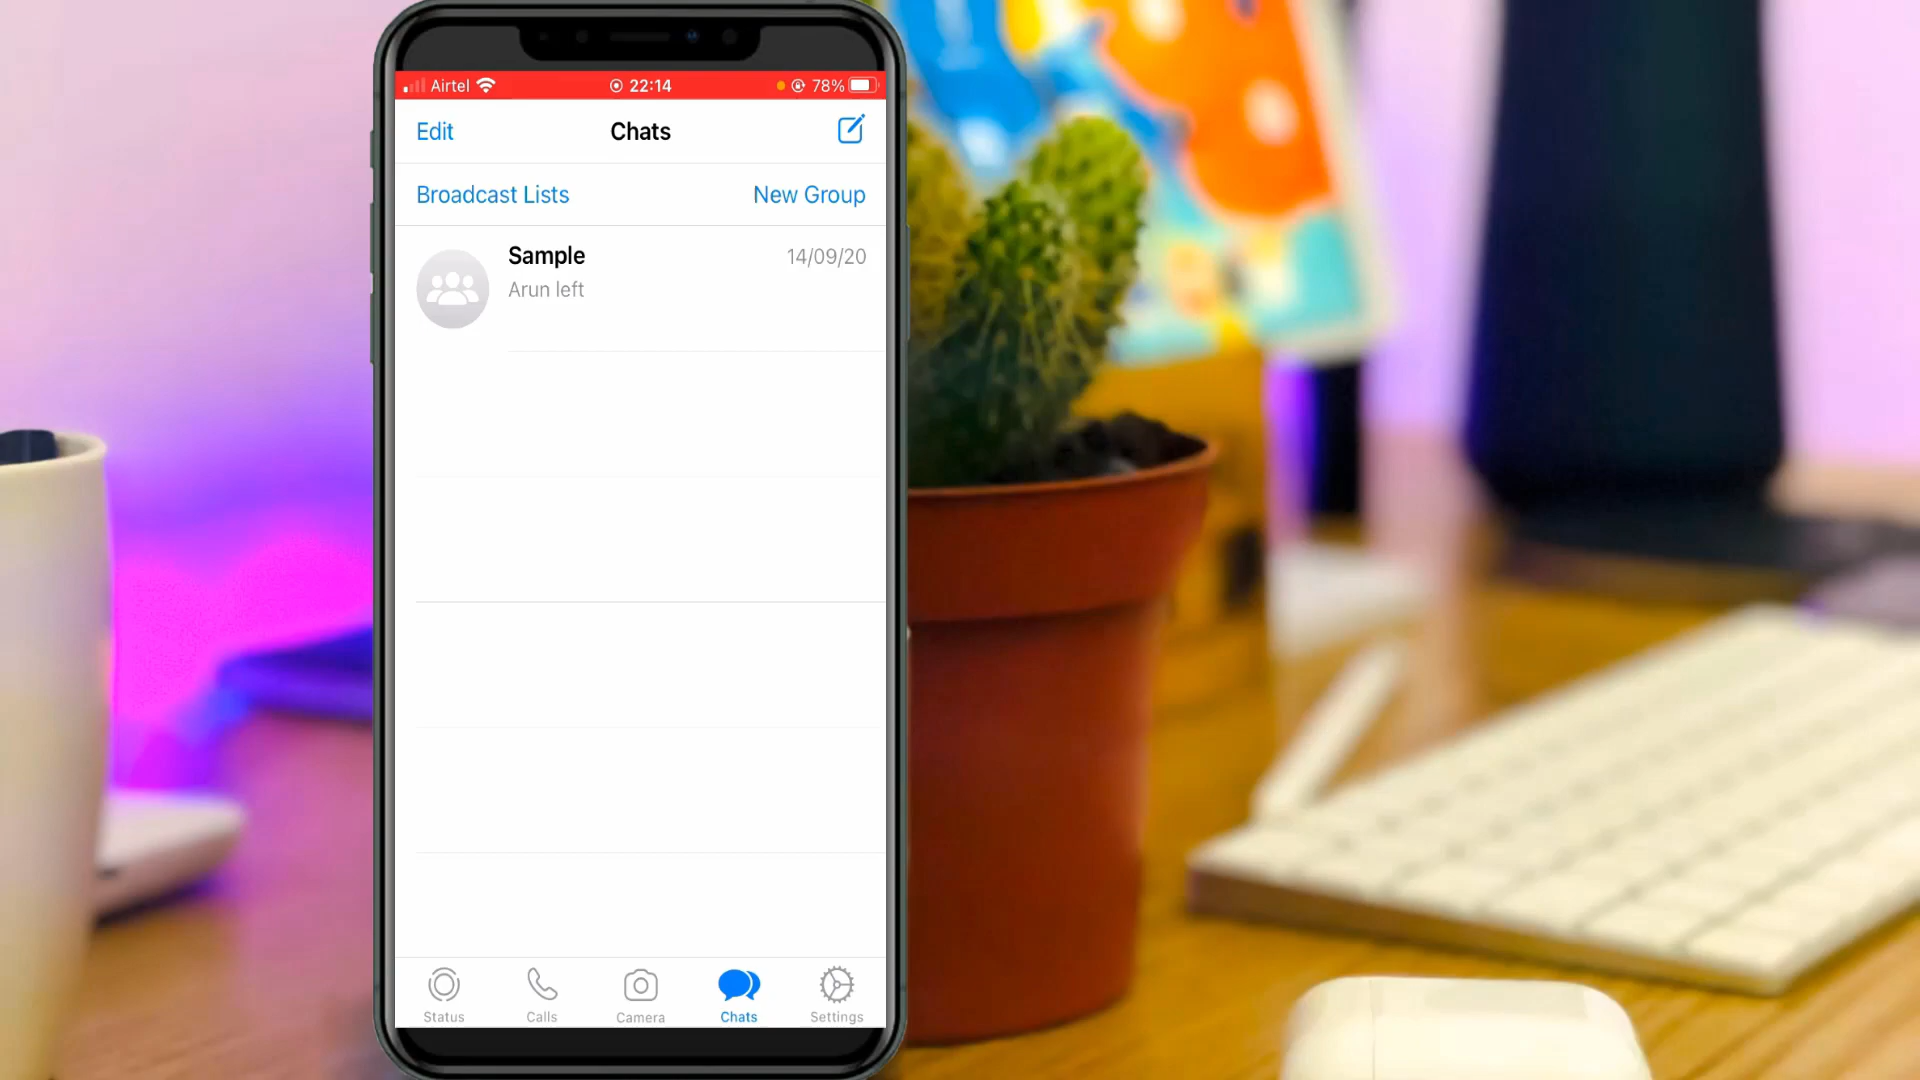 Airtel 22:14 78%
Edit Chats
Broadcast Lists New Group
Sample 14/09/20
Arun left
Status Calls Camera Chats Settings